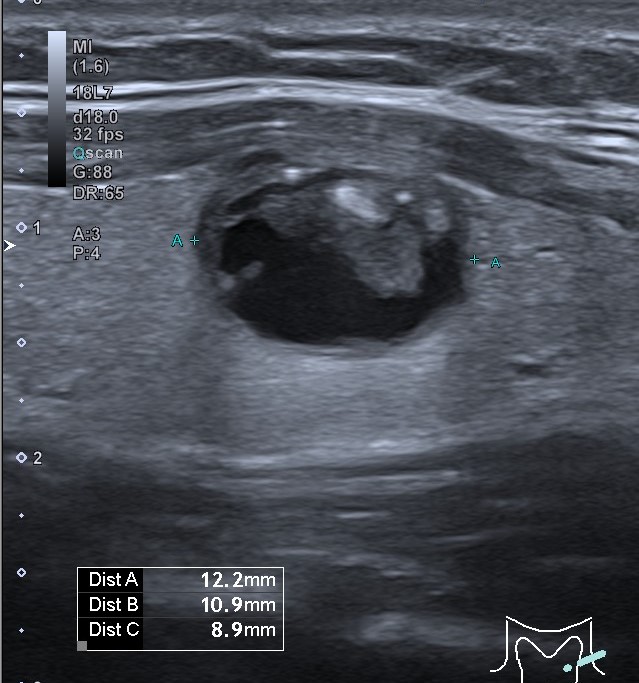 MI
(1.6)
18L7
d18.0
32 fps
Qscan
G:88
DR:65
A:3
P:4
1
A
A
2
Dist A 12.2mm
Dist B 10.9mm
Dist C 8.9mm